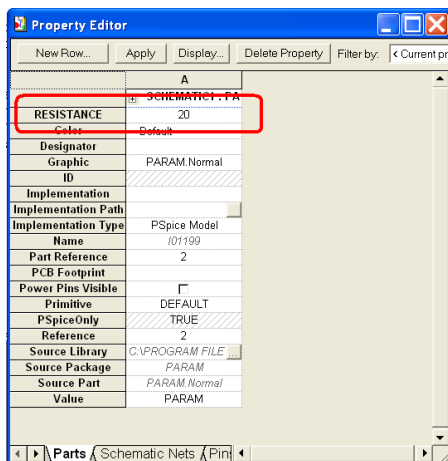 Property Editor
New Row... Apply Display... Delete Property Filter by: < Current pr
A
SCHEMATIC1 : PA
RESISTANCE 20
Color Default
Designator
Graphic PARAM.Normal
ID
Implementation
Implementation Path
Implementation Type PSpice Model
Name I01199
Part Reference 2
PCB Footprint
Power Pins Visible
Primitive DEFAULT
PSpiceOnly TRUE
Reference 2
Source Library C:\PROGRAM FILE ...
Source Package PARAM
Source Part PARAM.Normal
Value PARAM
Parts Schematic Nets Pins